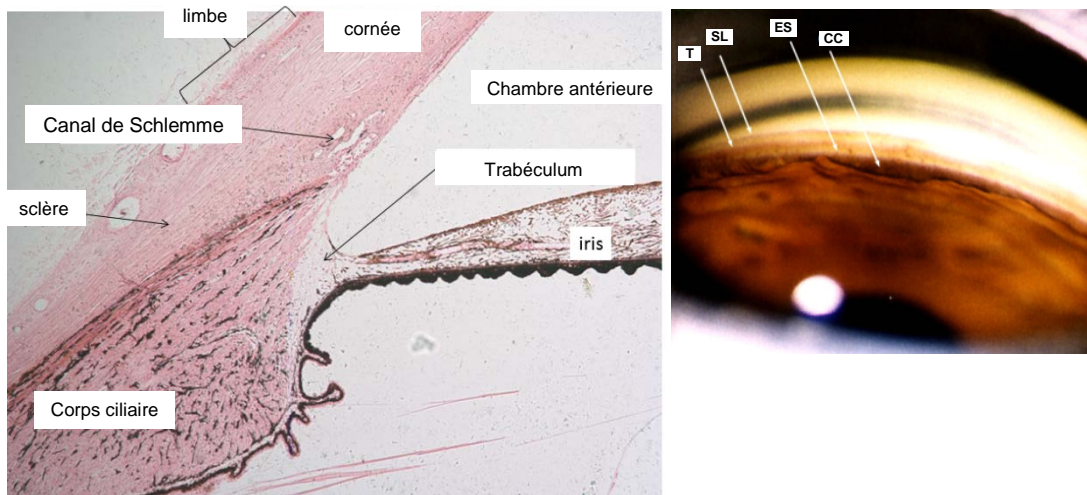 limbe
cornée
Chambre antérieure
Canal de Schlemme
Trabéculum
sclère
iris
Corps ciliaire
T
SL
ES
CC